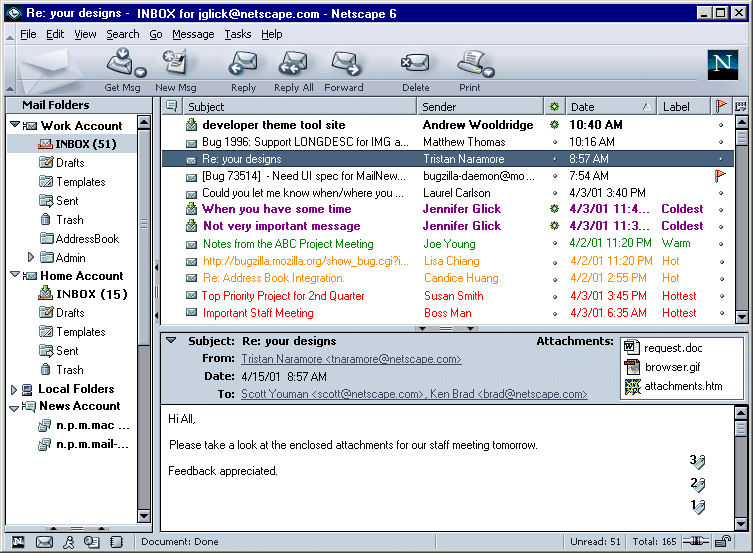 Re: your designs - INBOX for jglick@netscape.com - Netscape 6
File Edit View Search Go Message Tasks Help
Get Msg New Msg Reply Reply All Forward Delete Print
N
Mail Folders
Work Account
INBOX (51)
Drafts
Templates
Sent
Trash
AddressBook
Admin
Home Account
INBOX (15)
Drafts
Templates
Sent
Trash
Local Folders
News Account
n.p.m.mac
n.p.m.mail-...
Subject Sender Date Label
developer theme tool site Andrew Wooldridge 10:40 AM
Bug 1996: Support LONGDESC for IMG a... Matthew Thomas 10:16 AM
Re: your designs Tristan Naramore 8:57 AM
[Bug 73514] - Need UI spec for MailNew... bugzilla-daemon@mo... 7:54 AM
Could you let me know when/where you ... Laurel Carlson 4/3/01 3:40 PM
When you have some time Jennifer Glick 4/3/01 11:4... Coldest
Not very important message Jennifer Glick 4/3/01 11:3... Coldest
Notes from the ABC Project Meeting Joe Young 4/2/01 11:20 PM Warm
http://bugzilla.mozilla.org/show_bug.cgi?i... Lisa Chiang 4/2/01 11:20 PM Hot
Re: Address Book Integration. Candice Huang 4/2/01 2:55 PM Hot
Top Priority Project for 2nd Quarter Susan Smith 4/3/01 3:45 PM Hottest
Important Staff Meeting Boss Man 4/3/01 6:35 AM Hottest
Subject: Re: your designs
From: Tristan Naramore <tnaramore@netscape.com>
Date: 4/15/01 8:57 AM
To: Scott Youman <scott@netscape.com>, Ken Brad <brad@netscape.com>
Attachments:
request.doc
browser.gif
attachments.htm
Hi All,
Please take a look at the enclosed attachments for our staff meeting tomorrow.
Feedback appreciated.
3
2
1
N Document: Done Unread: 51 Total: 165